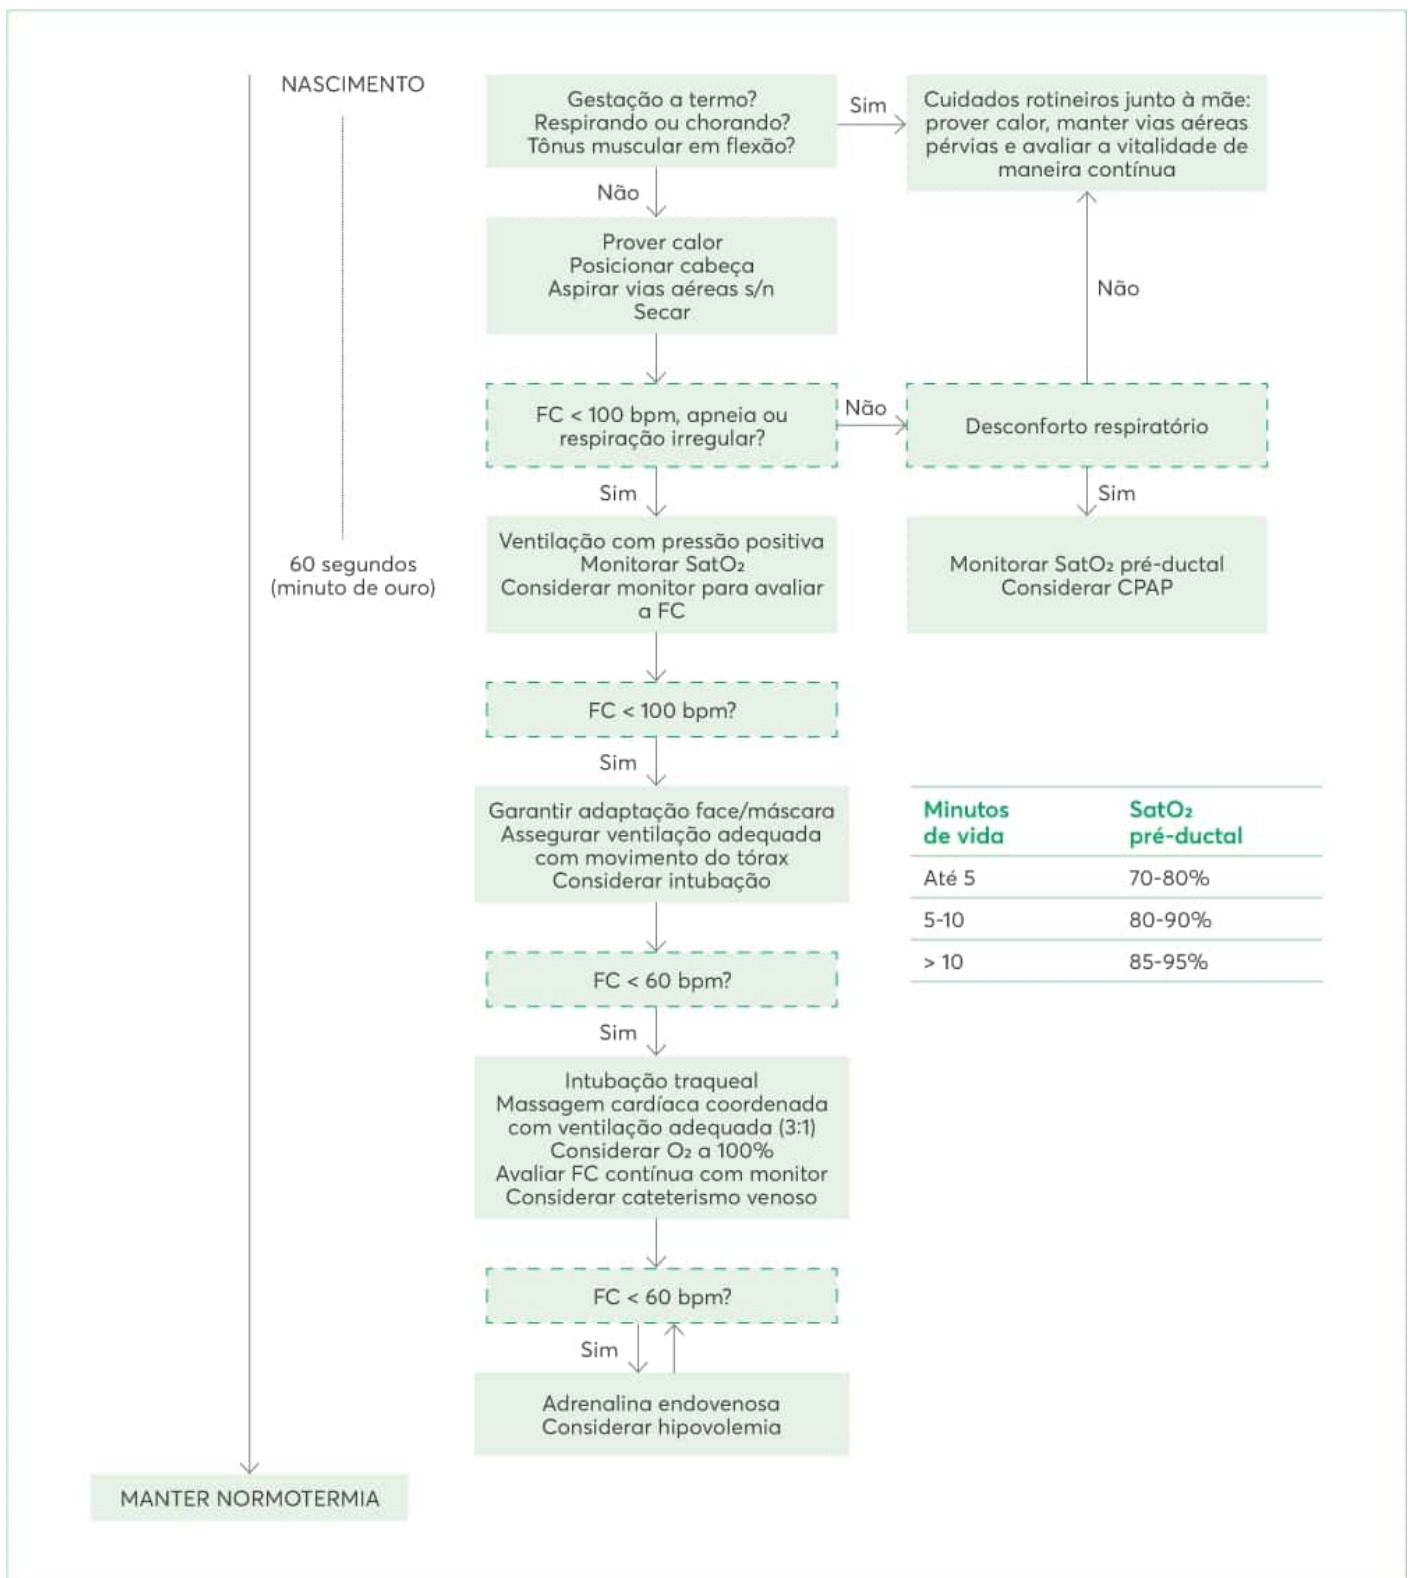 NASCIMENTO
60 segundos
(minuto de ouro)
Gestação a termo?
Respirando ou chorando?
Tônus muscular em flexão?
Sim
Cuidados rotineiros junto à mãe:
prover calor, manter vias aéreas
pérvias e avaliar a vitalidade de
maneira contínua
Não
Prover calor
Posicionar cabeça
Aspirar vias aéreas s/n
Secar
Não
FC < 100 bpm, apneia ou
respiração irregular?
Não
Desconforto respiratório
Sim
Sim
Ventilação com pressão positiva
Monitorar SatO₂
Considerar monitor para avaliar
a FC
Monitorar SatO₂ pré-ductal
Considerar CPAP
FC < 100 bpm?
Sim
Garantir adaptação face/máscara
Assegurar ventilação adequada
com movimento do tórax
Considerar intubação
Minutos
de vida
SatO₂
pré-ductal
Até 5 70-80%
5-10 80-90%
> 10 85-95%
FC < 60 bpm?
Sim
Intubação traqueal
Massagem cardíaca coordenada
com ventilação adequada (3:1)
Considerar O₂ a 100%
Avaliar FC contínua com monitor
Considerar cateterismo venoso
FC < 60 bpm?
Sim
Adrenalina endovenosa
Considerar hipovolemia
MANTER NORMOTERMIA